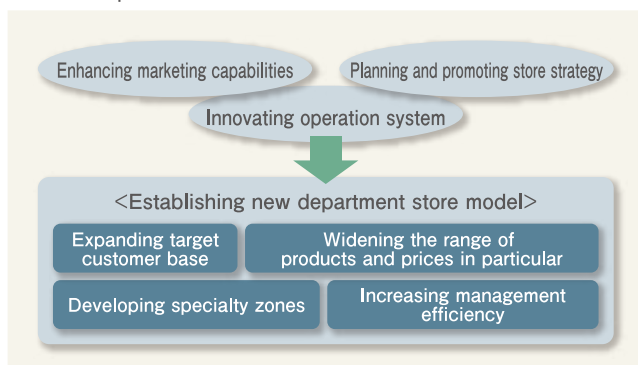 Enhancing marketing capabilities
Planning and promoting store strategy
Innovating operation system
<Establishing new department store model>
Expanding target
customer base
Widening the range of
products and prices in particular
Developing specialty zones
Increasing management
efficiency